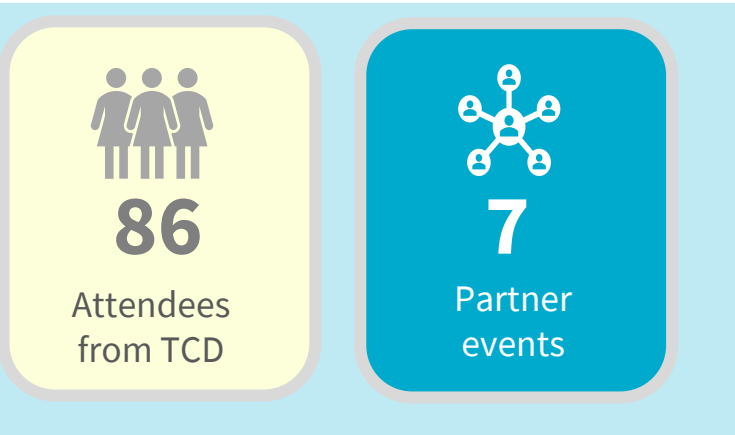 86
Attendees
from TCD
7
Partner
events